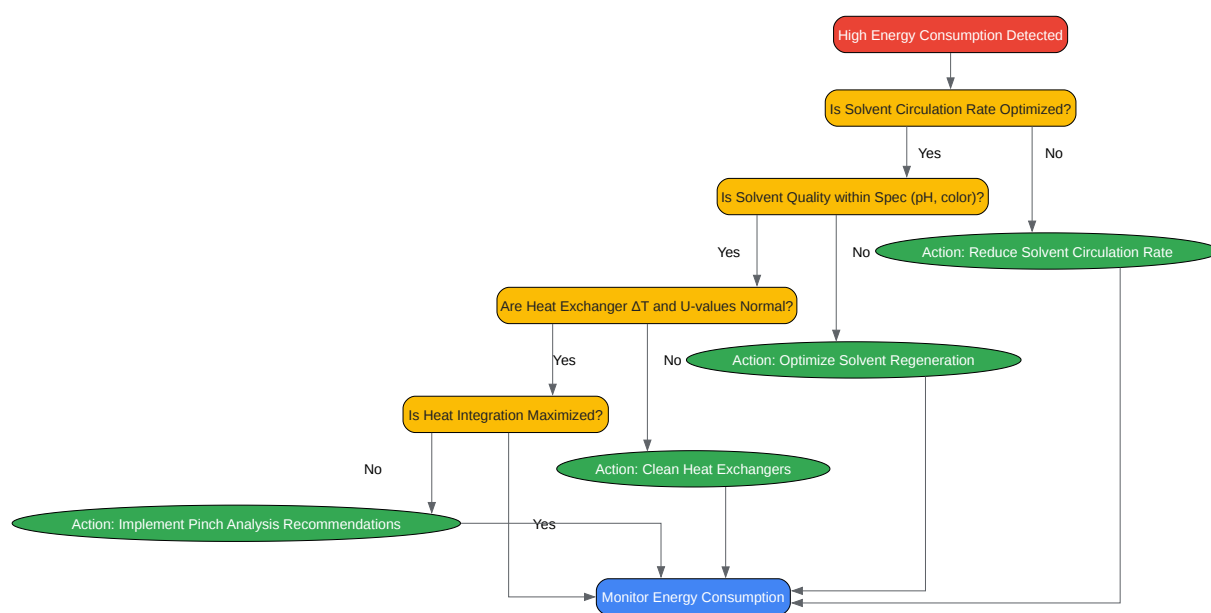 High Energy Consumption Detected
Is Solvent Circulation Rate Optimized?
Yes
No
Is Solvent Quality within Spec (pH, color)?
Yes
No
Action: Reduce Solvent Circulation Rate
Are Heat Exchanger ΔT and U-values Normal?
Yes
No
Action: Optimize Solvent Regeneration
Is Heat Integration Maximized?
No
Action: Clean Heat Exchangers
Action: Implement Pinch Analysis Recommendations
Yes
Monitor Energy Consumption